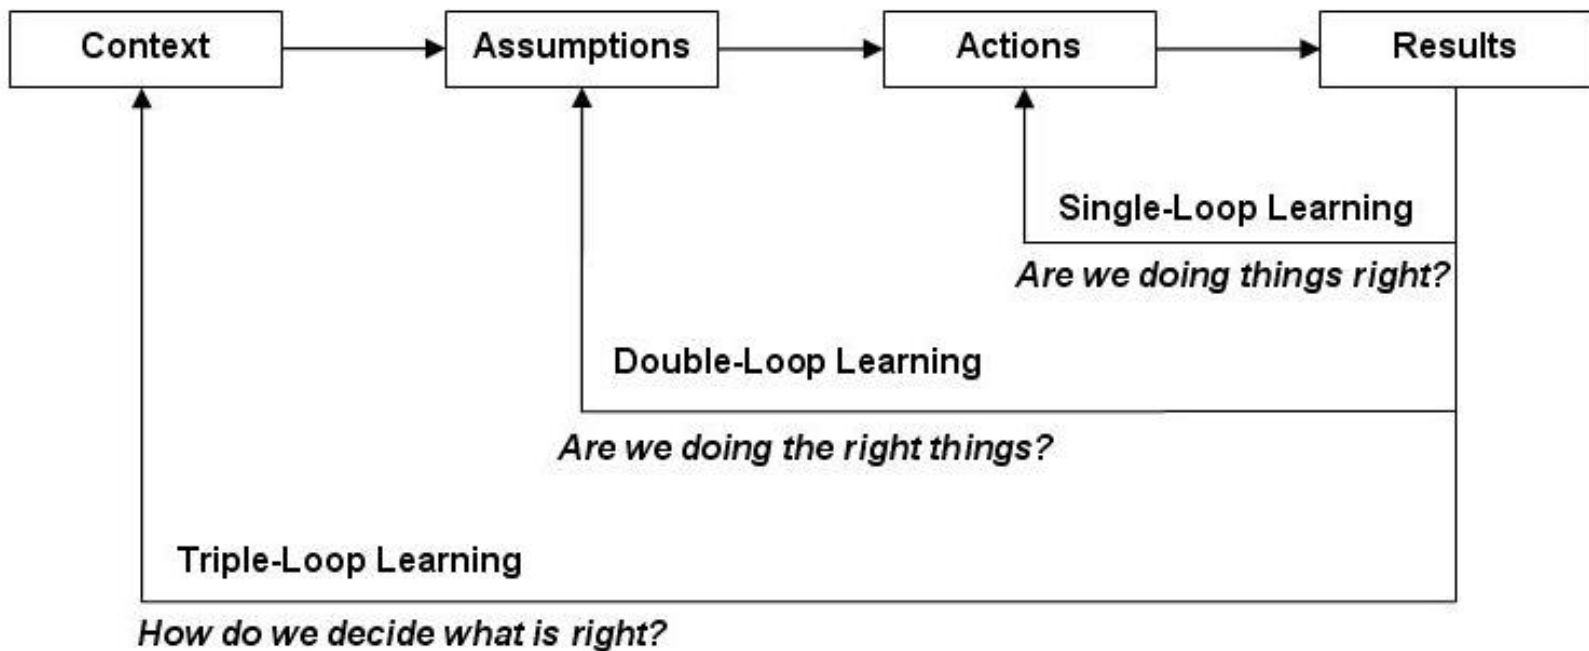 Context
Assumptions
Actions
Results
Single-Loop Learning
Are we doing things right?
Double-Loop Learning
Are we doing the right things?
Triple-Loop Learning
How do we decide what is right?